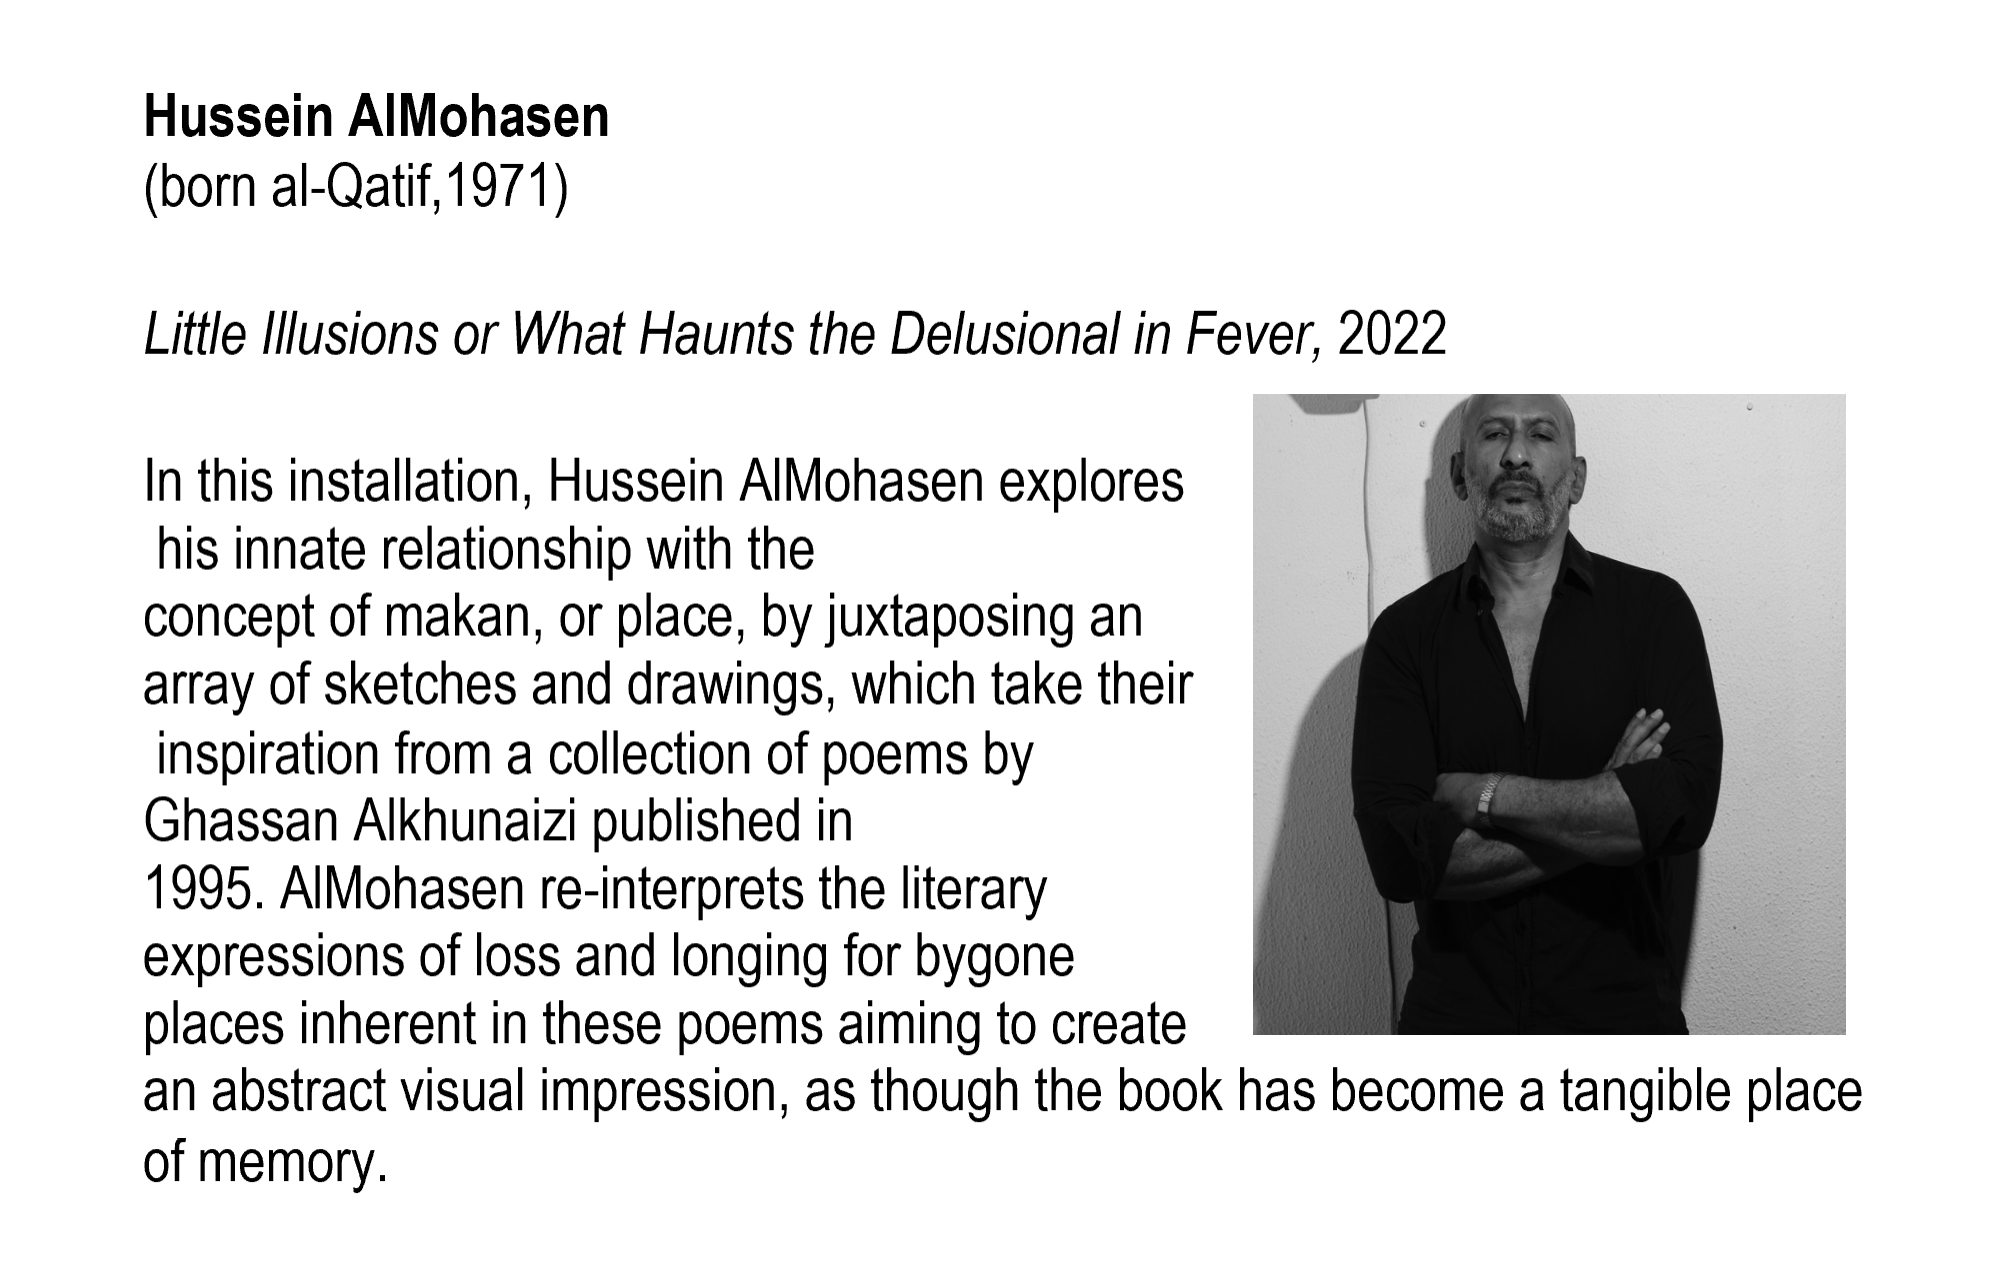 Hussein AlMohasen
(born al-Qatif,1971)
Little Illusions or What Haunts the Delusional in Fever, 2022
In this installation, Hussein AlMohasen explores
his innate relationship with the
concept of makan, or place, by juxtaposing an
array of sketches and drawings, which take their
inspiration from a collection of poems by
Ghassan Alkhunaizi published in
1995. AlMohasen re-interprets the literary
expressions of loss and longing for bygone
places inherent in these poems aiming to create
an abstract visual impression, as though the book has become a tangible place
of memory.